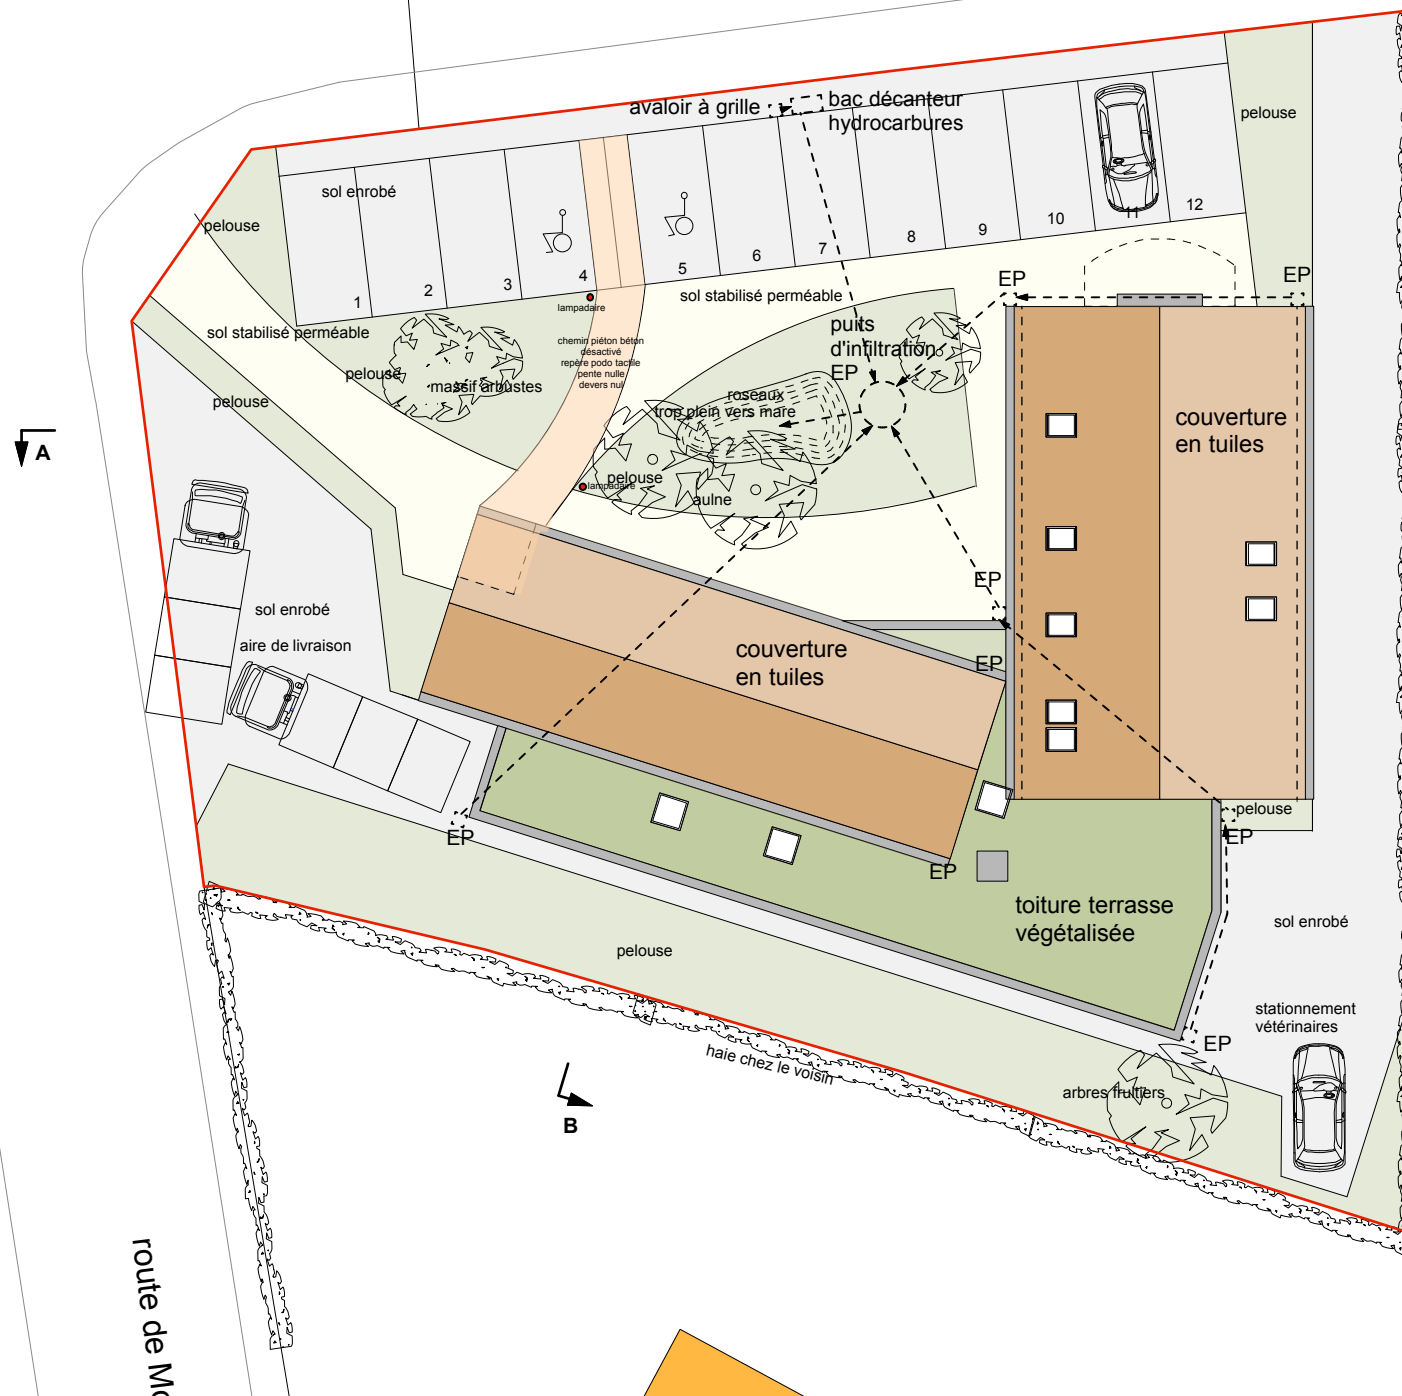 avaloir à grille
bac décanteur
hydrocarbures
pelouse
sol enrobé
pelouse
1
2
3
4
5
6
7
8
9
10
11
12
lampadaire
sol stabilisé perméable
EP
EP
sol stabilisé perméable
chemin piéton béton
désactivé
repère podo tactile
pente nulle
devers nul
puits
d'infiltration
EP
pelouse
massif arbustes
pelouse
roseaux
trop plein vers mare
couverture
en tuiles
A
pelouse
lampadaire
aulne
EP
sol enrobé
aire de livraison
couverture
en tuiles
EP
pelouse
EP
EP
EP
toiture terrasse
végétalisée
sol enrobé
pelouse
stationnement
vétérinaires
EP
haie chez le voisin
arbres fruitiers
B
route de Mo